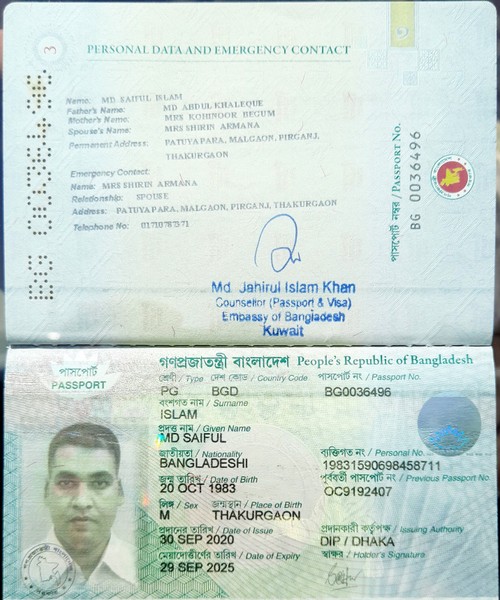 3
PERSONAL DATA AND EMERGENCY CONTACT
Name: MD SAIFUL ISLAM
Father's Name: MD ABDUL KHALEQUE
Mother's Name: MRS KOHINOOR BEGUM
Spouse's Name: MRS SHIRIN ARMANA
Permanent Address: PATUYA PARA, MALGAON, PIRGANJ,
THAKURGAON
Emergency Contact:
Name: MRS SHIRIN ARMANA
Relationship: SPOUSE
Address: PATUYA PARA, MALGAON, PIRGANJ, THAKURGAON
Telephone No:
পাসপোর্ট নম্বর / PASSPORT No.
BG 0036496
Md. Jahirul Islam Khan
Counsellor (Passport & Visa)
Embassy of Bangladesh
Kuwait
পাসপোর্ট
PASSPORT
গণপ্রজাতন্ত্রী বাংলাদেশ People's Republic of Bangladesh
শ্রেণী / Type দেশ কোড / Country Code পাসপোর্ট নং / Passport No.
PG BGD BG0036496
বংশগত নাম / Surname
ISLAM
প্রদত্ত নাম / Given Name
MD SAIFUL
জাতীয়তা / Nationality ব্যক্তিগত নং / Personal No.
BANGLADESHI 19831590698458711
জন্ম তারিখ / Date of Birth পূর্ববর্তী পাসপোর্ট নং / Previous Passport No.
20 OCT 1983 OC9192407
লিঙ্গ / Sex জন্মস্থান / Place of Birth
M THAKURGAON
প্রদানের তারিখ / Date of Issue প্রদানকারী কর্তৃপক্ষ / Issuing Authority
30 SEP 2020 DIP / DHAKA
মেয়াদোত্তীর্ণের তারিখ / Date of Expiry স্বাক্ষর / Holder's Signature
29 SEP 2025